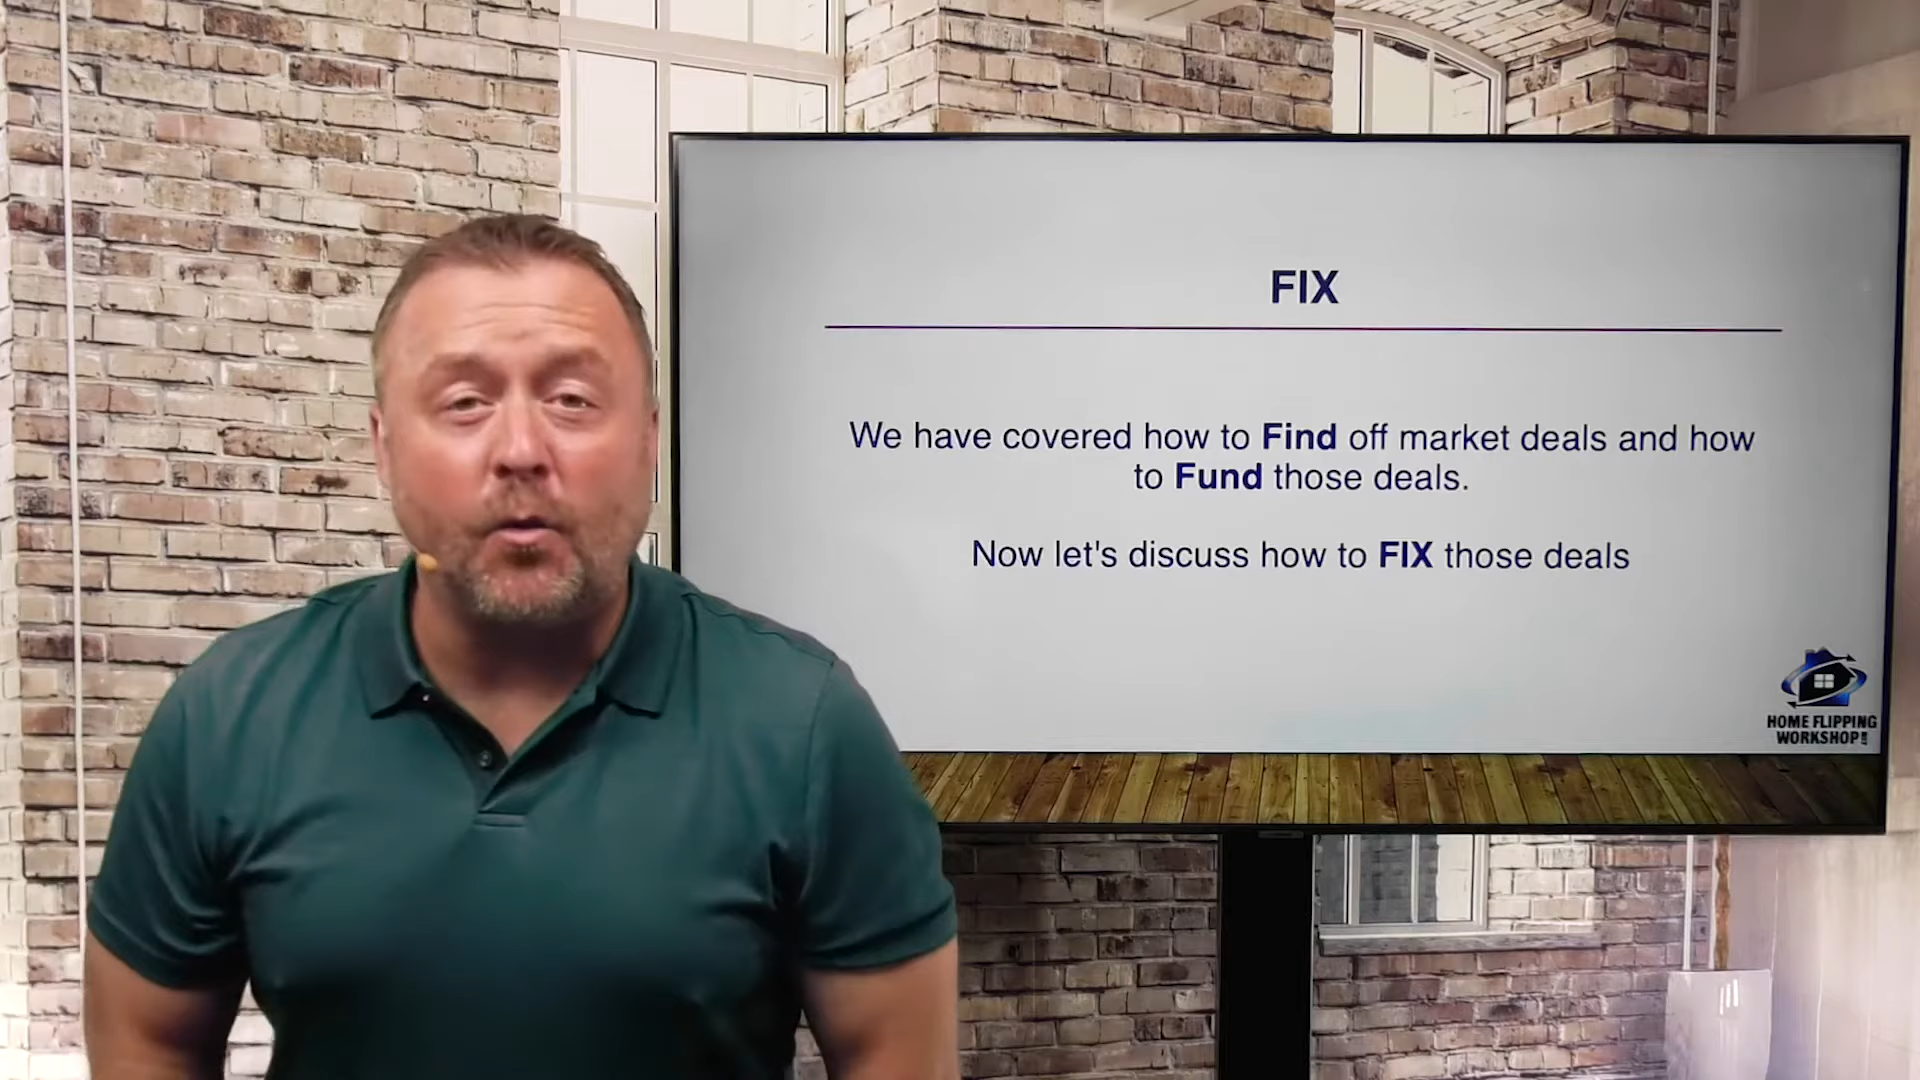 FIX
We have covered how to Find off market deals and how
to Fund those deals.
Now let's discuss how to FIX those deals
HOME FLIPPING
WORKSHOP